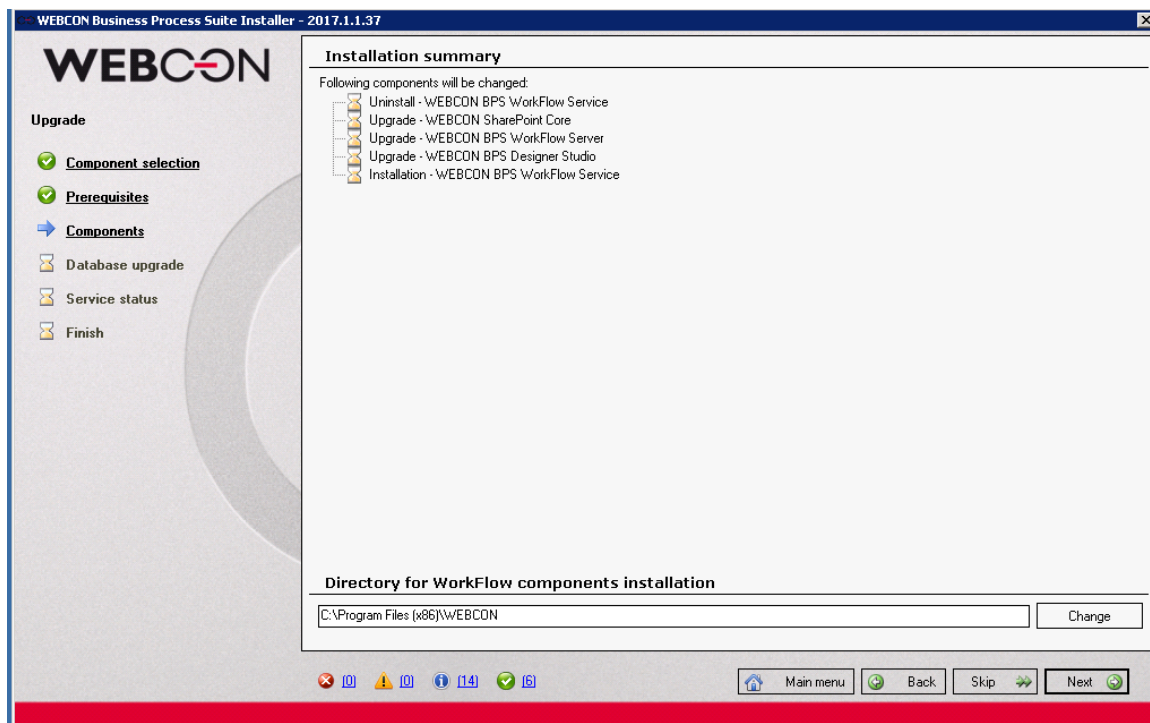 WEBCON Business Process Suite Installer - 2017.1.1.37
WEBCON
Upgrade
Component selection
Prerequisites
Components
Database upgrade
Service status
Finish
Installation summary
Following components will be changed:
Uninstall - WEBCON BPS WorkFlow Service
Upgrade - WEBCON SharePoint Core
Upgrade - WEBCON BPS WorkFlow Server
Upgrade - WEBCON BPS Designer Studio
Installation - WEBCON BPS WorkFlow Service
Directory for WorkFlow components installation
C:\Program Files (x86)\WEBCON
Change
(0) (0) (14) (6)
Main menu Back Skip Next